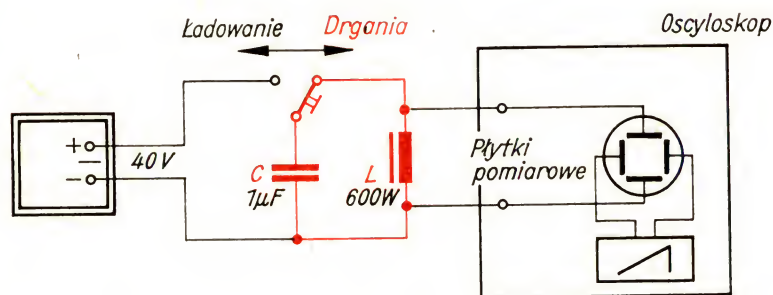 Ładowanie Drgania
Oscyloskop
+
−
40V
C
1µF
L
600W
Płytki
pomiarowe